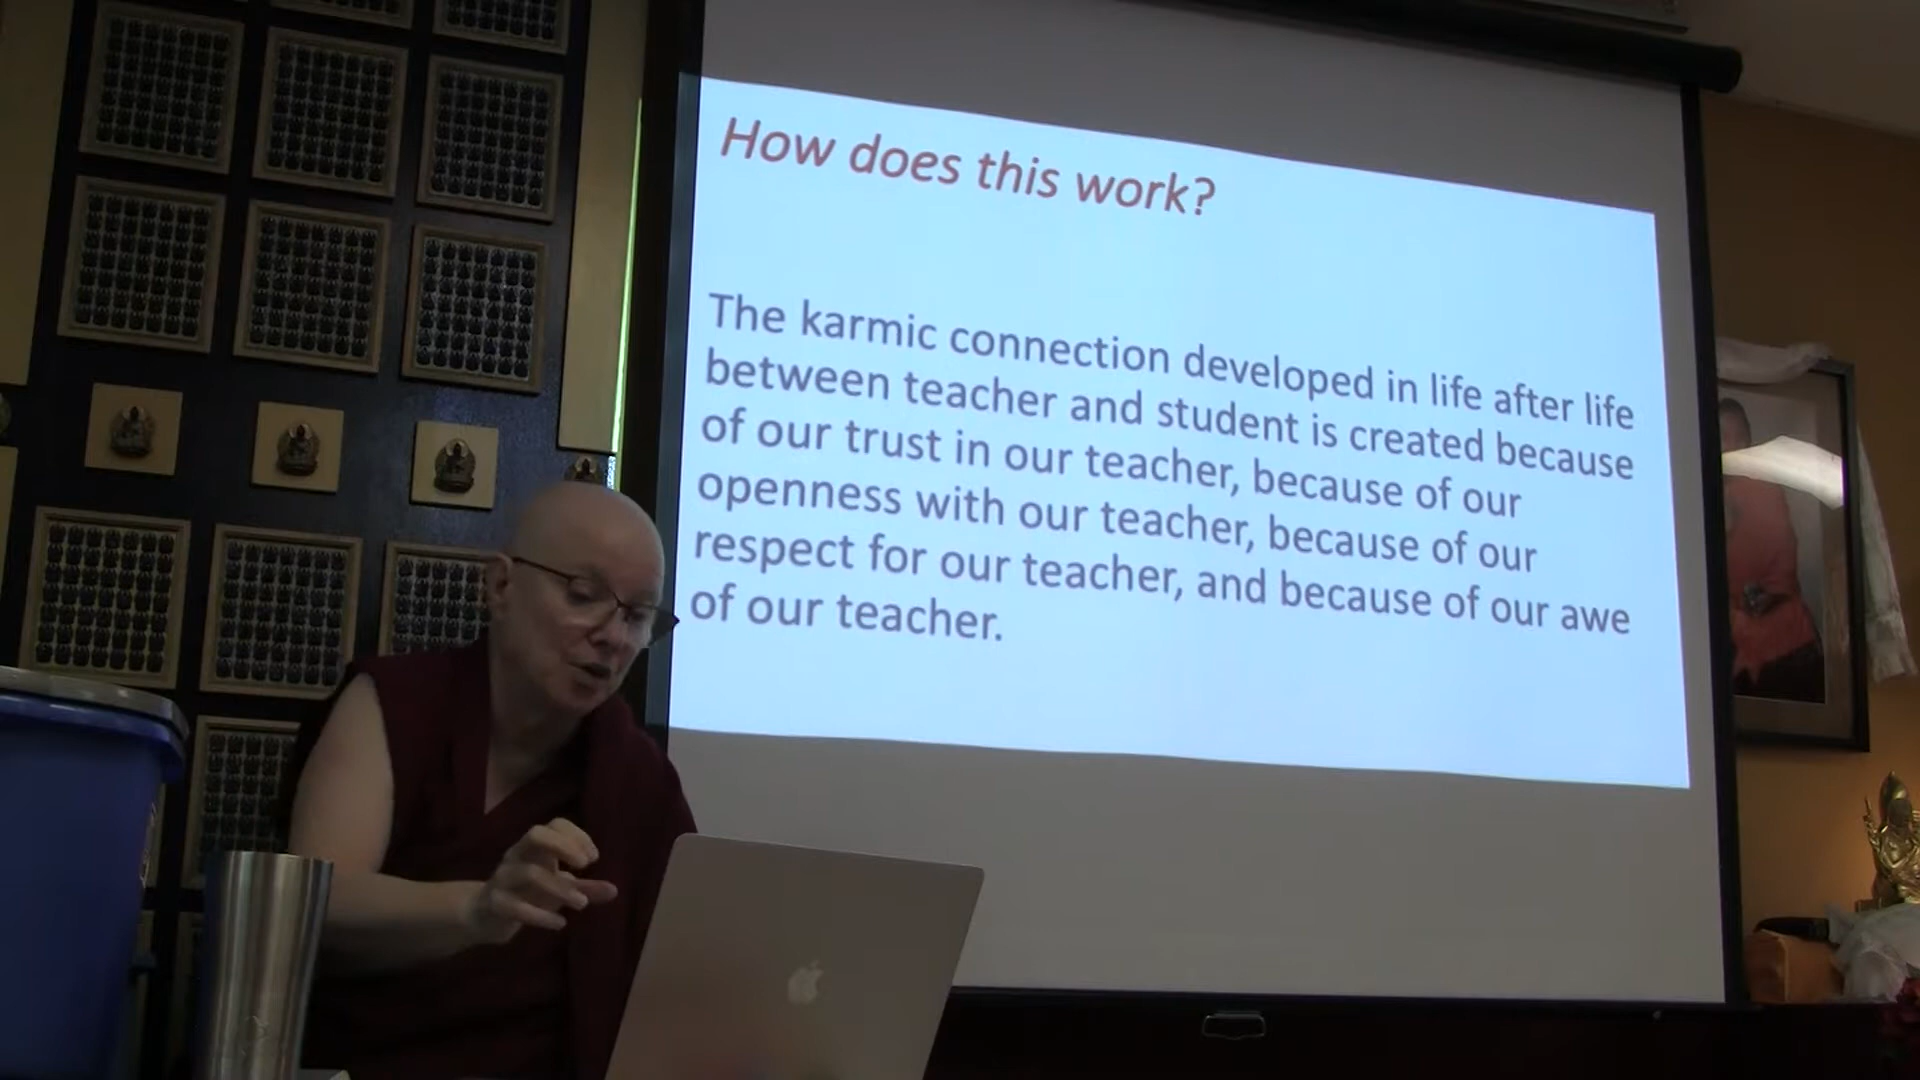 How does this work?
The karmic connection developed in life after life
between teacher and student is created because
of our trust in our teacher, because of our
openness with our teacher, because of our
respect for our teacher, and because of our awe
of our teacher.